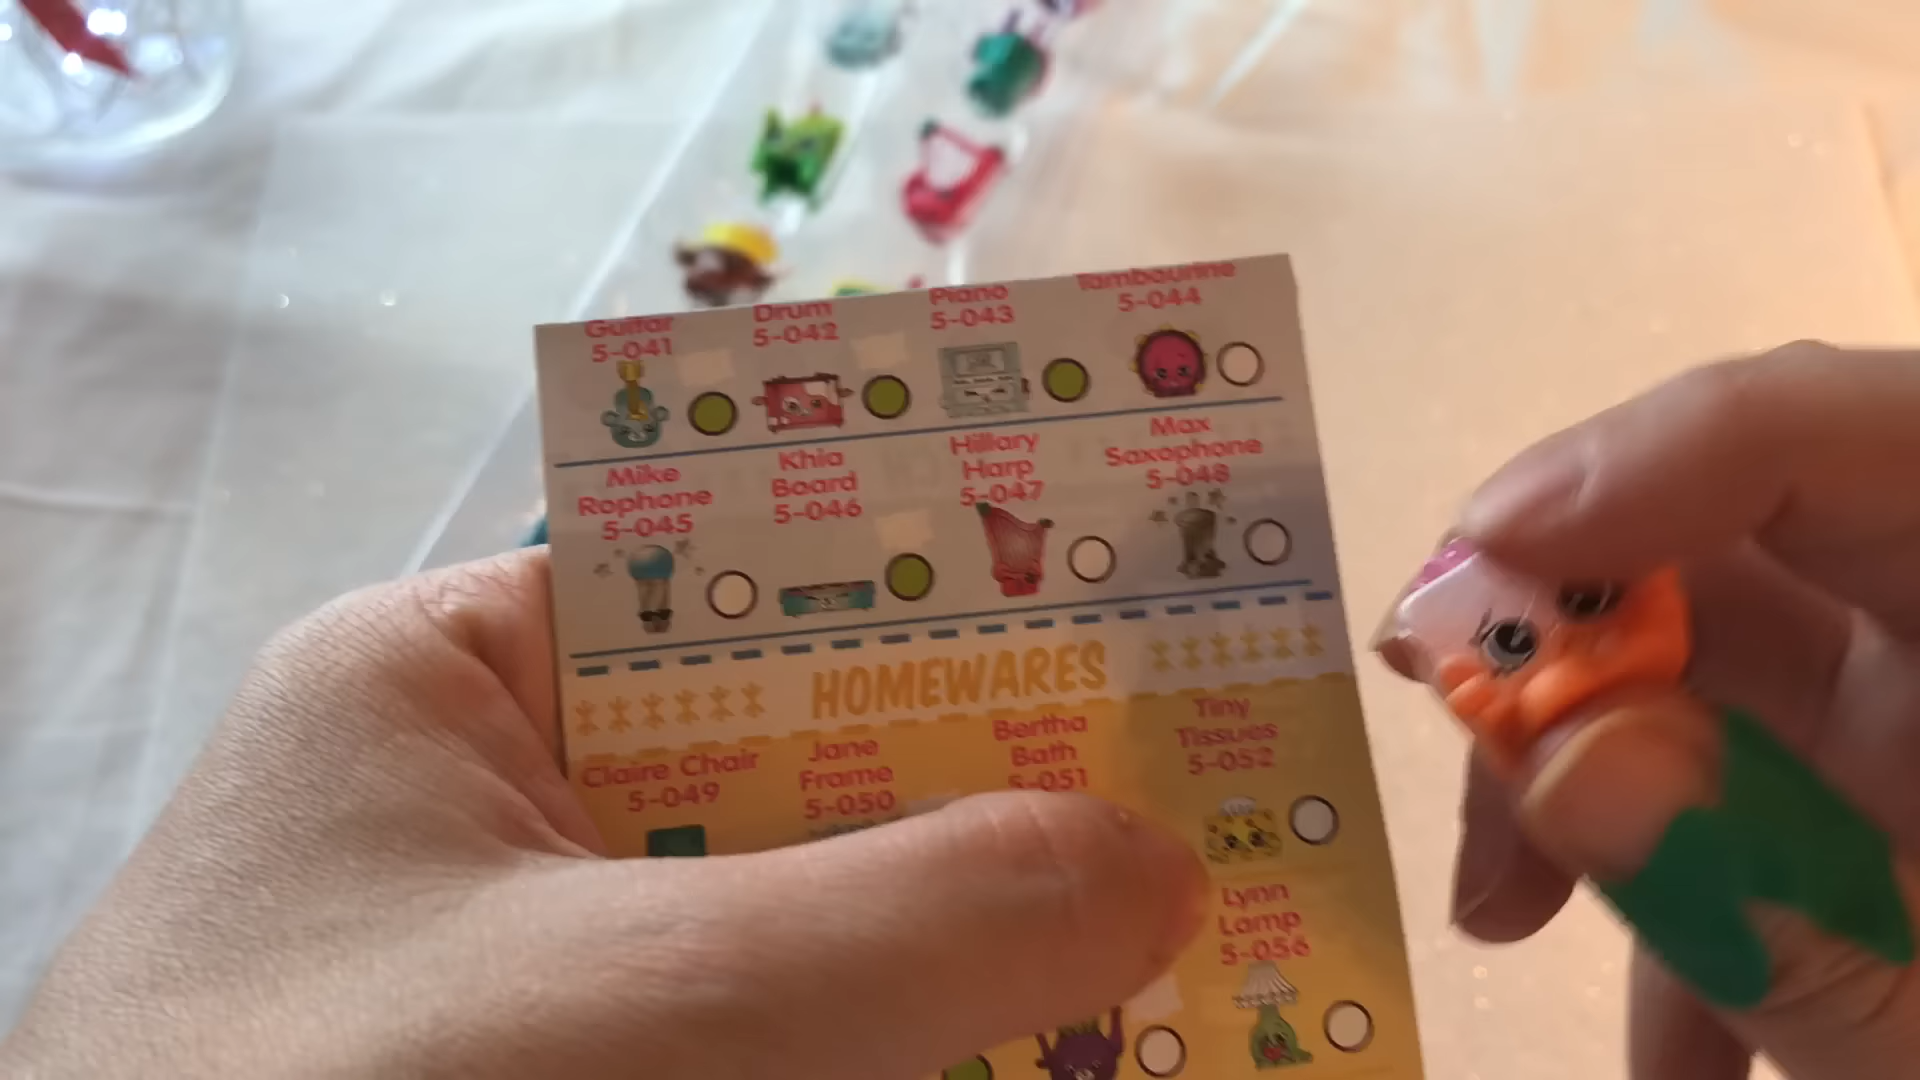 Guitar
5-041
Drum
5-042
Piano
5-043
Tambourine
5-044
Mike
Rophone
5-045
Khia
Board
5-046
Hillary
Harp
5-047
Max
Saxophone
5-048
HOMEWARES
Claire Chair
5-049
Jane
Frame
5-050
Bertha
Bath
5-051
Tiny
Tissues
5-052
Lynn
Lamp
5-056